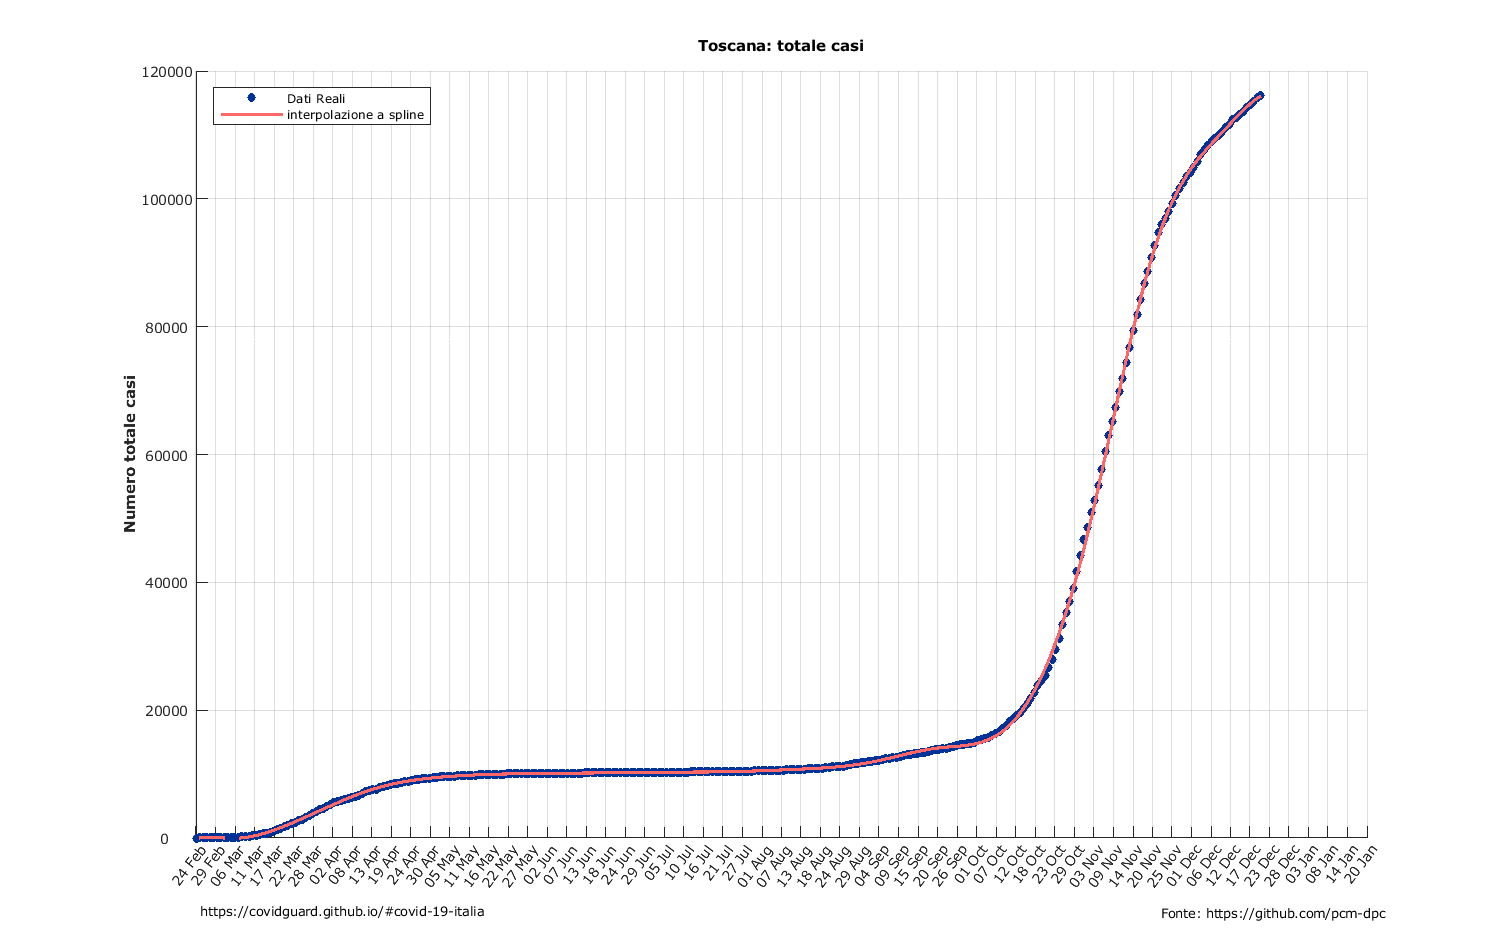 Toscana: totale casi
120000
Dati Reali
interpolazione a spline
100000
80000
60000
40000
20000
0
Numero totale casi
24 Feb
29 Feb
06 Mar
11 Mar
17 Mar
22 Mar
28 Mar
02 Apr
08 Apr
13 Apr
19 Apr
24 Apr
30 Apr
05 May
11 May
16 May
22 May
27 May
02 Jun
07 Jun
13 Jun
18 Jun
24 Jun
29 Jun
05 Jul
10 Jul
16 Jul
21 Jul
27 Jul
01 Aug
07 Aug
13 Aug
18 Aug
24 Aug
29 Aug
04 Sep
09 Sep
15 Sep
20 Sep
26 Sep
01 Oct
07 Oct
12 Oct
18 Oct
23 Oct
29 Oct
03 Nov
09 Nov
14 Nov
20 Nov
25 Nov
01 Dec
06 Dec
12 Dec
17 Dec
23 Dec
28 Dec
03 Jan
08 Jan
14 Jan
20 Jan
https://covidguard.github.io/#covid-19-italia
Fonte: https://github.com/pcm-dpc